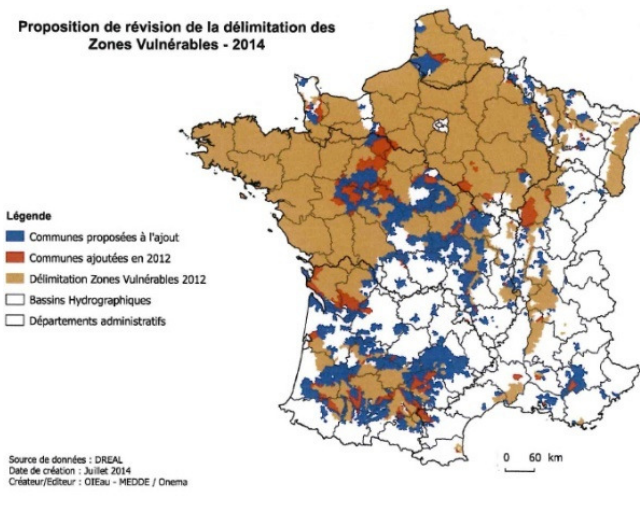 Proposition de révision de la délimitation des
Zones Vulnérables - 2014
Légende
Communes proposées à l'ajout
Communes ajoutées en 2012
Délimitation Zones Vulnérables 2012
Bassins Hydrographiques
Départements administratifs
Source de données : DREAL
Date de création : Juillet 2014
Créateur/Editeur : OIEau - MEDDE / Onema
0 60 km